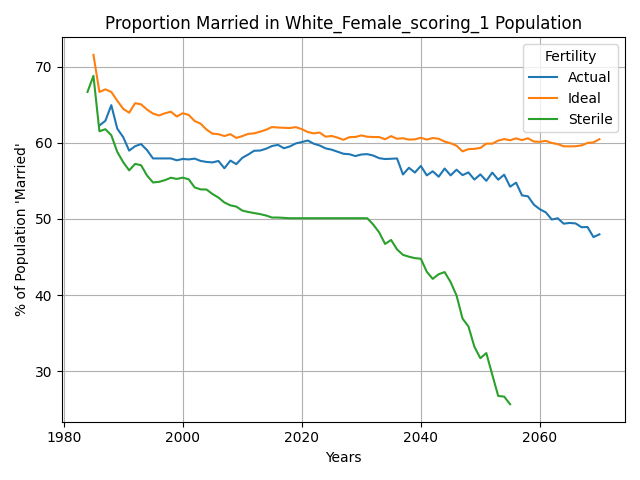 Proportion Married in White_Female_scoring_1 Population
% of Population 'Married'
70
60
50
40
30
Fertility
Actual
Ideal
Sterile
1980
2000
2020
2040
2060
Years